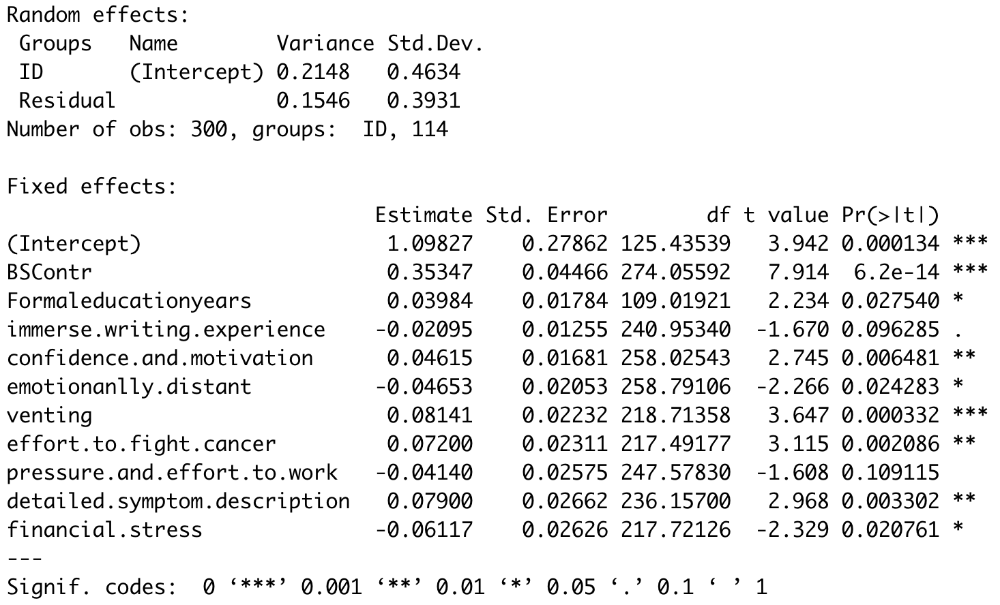 Random effects:
 Groups   Name        Variance Std.Dev.
 ID       (Intercept) 0.2148   0.4634
 Residual             0.1546   0.3931
Number of obs: 300, groups:  ID, 114

Fixed effects:
                              Estimate Std. Error        df t value Pr(>|t|)
(Intercept)                    1.09827    0.27862 125.43539   3.942 0.000134 ***
BSContr                        0.35347    0.04466 274.05592   7.914  6.2e-14 ***
Formaleducationyears           0.03984    0.01784 109.01921   2.234 0.027540 *
immerse.writing.experience    -0.02095    0.01255 240.95340  -1.670 0.096285 .
confidence.and.motivation      0.04615    0.01681 258.02543   2.745 0.006481 **
emotionanlly.distant          -0.04653    0.02053 258.79106  -2.266 0.024283 *
venting                        0.08141    0.02232 218.71358   3.647 0.000332 ***
effort.to.fight.cancer         0.07200    0.02311 217.49177   3.115 0.002086 **
pressure.and.effort.to.work   -0.04140    0.02575 247.57830  -1.608 0.109115
detailed.symptom.description   0.07900    0.02662 236.15700   2.968 0.003302 **
financial.stress              -0.06117    0.02626 217.72126  -2.329 0.020761 *
---
Signif. codes:  0 ‘***’ 0.001 ‘**’ 0.01 ‘*’ 0.05 ‘.’ 0.1 ‘ ’ 1